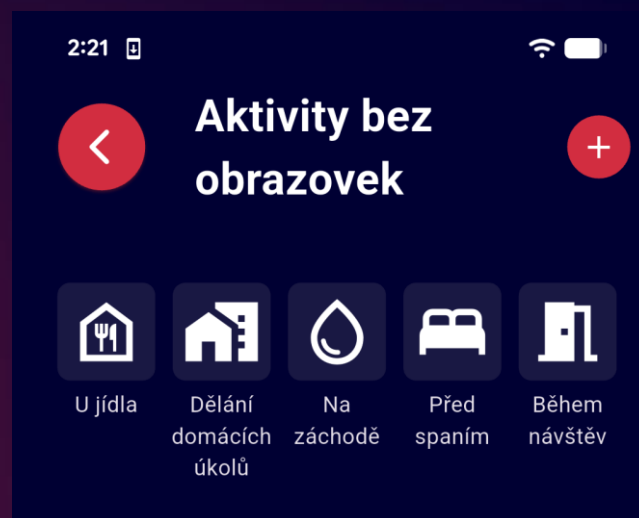 2:21
Aktivity bez
obrazovek
U jídla
Dělání
domácích
úkolů
Na
záchodě
Před
spaním
Během
návštěv